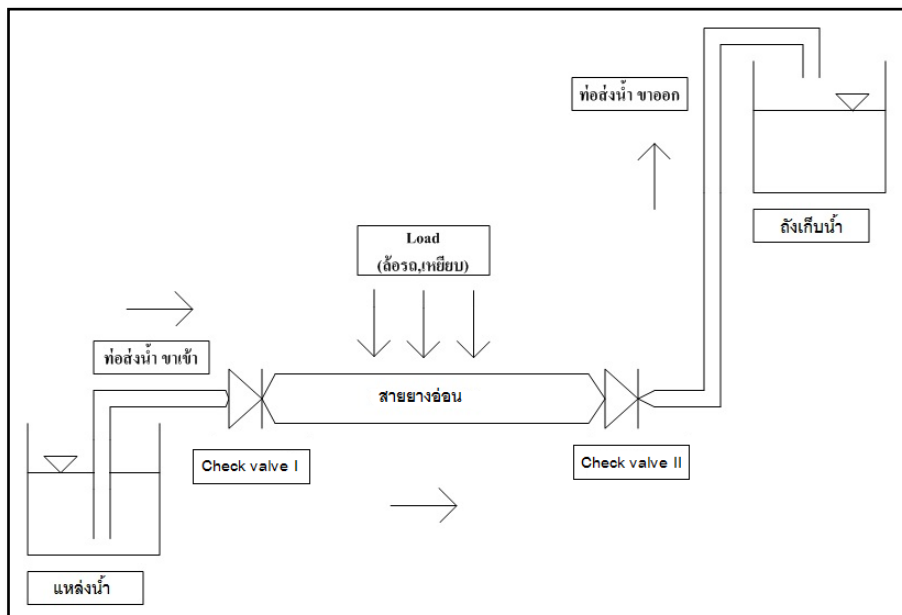 ท่อส่งน้ำ ขาออก
ถังเก็บน้ำ
Load
(ล้อรถ,เหยียบ)
ท่อส่งน้ำ ขาเข้า
สายยางอ่อน
Check valve I
Check valve II
แหล่งน้ำ